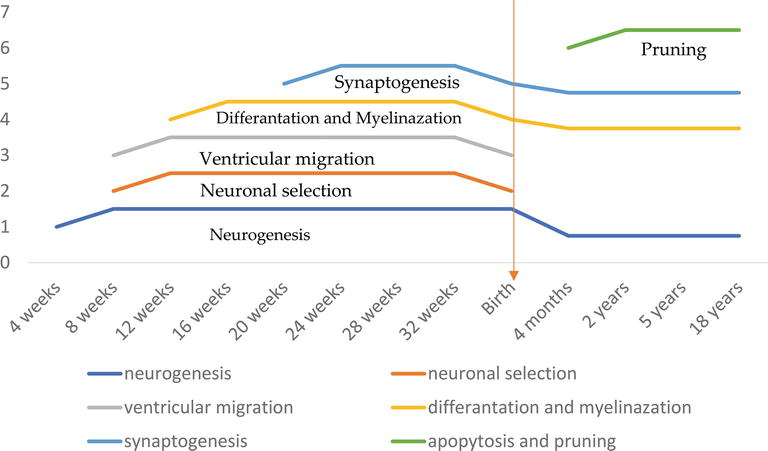 7
6
5
4
3
2
1
0
Pruning
Synaptogenesis
Differantation and Myelinazation
Ventricular migration
Neuronal selection
Neurogenesis
4 weeks
8 weeks
12 weeks
16 weeks
20 weeks
24 weeks
28 weeks
32 weeks
Birth
4 months
2 years
5 years
18 years
neurogenesis
neuronal selection
ventricular migration
differantation and myelinazation
synaptogenesis
apopytosis and pruning